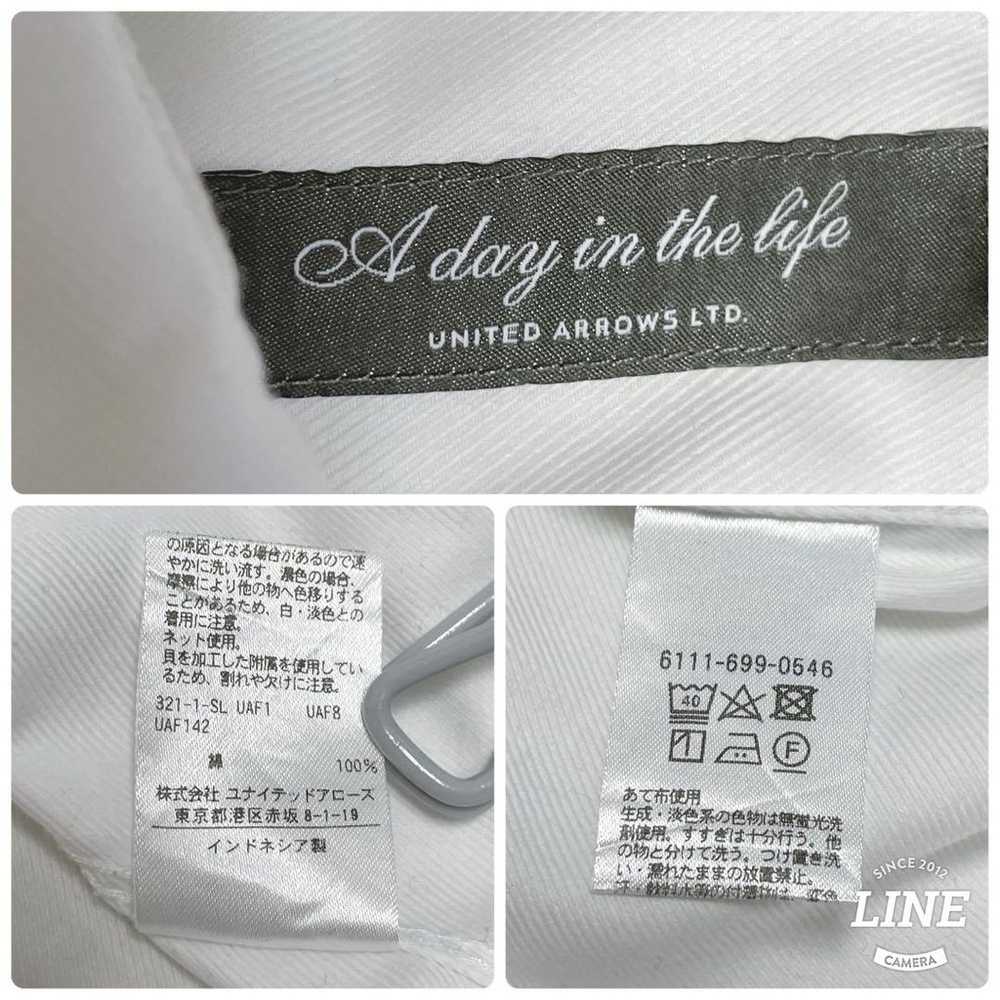 A day in the life
UNITED ARROWS LTD.
の原因となる場合があるので速
やかに洗い流す。濃色の場合、
摩擦により他の物へ色移りする
ことがあるため、白・淡色との
着用に注意。
ネット使用。
貝を加工した附属を使用してい
るため、割れや欠けに注意。
321-1-SL UAF1 UAF8
UAF142
綿 100%
株式会社 ユナイテッドアローズ
東京都港区赤坂 8-1-19
インドネシア製
6111-699-0546
40
F
あて布使用
生成・淡色系の色物は無蛍光洗
剤使用。すすぎは十分行う。他
の物と分けて洗う。つけ置き洗
い・濡れたままの放置禁止。
SINCE 2012
LINE
CAMERA